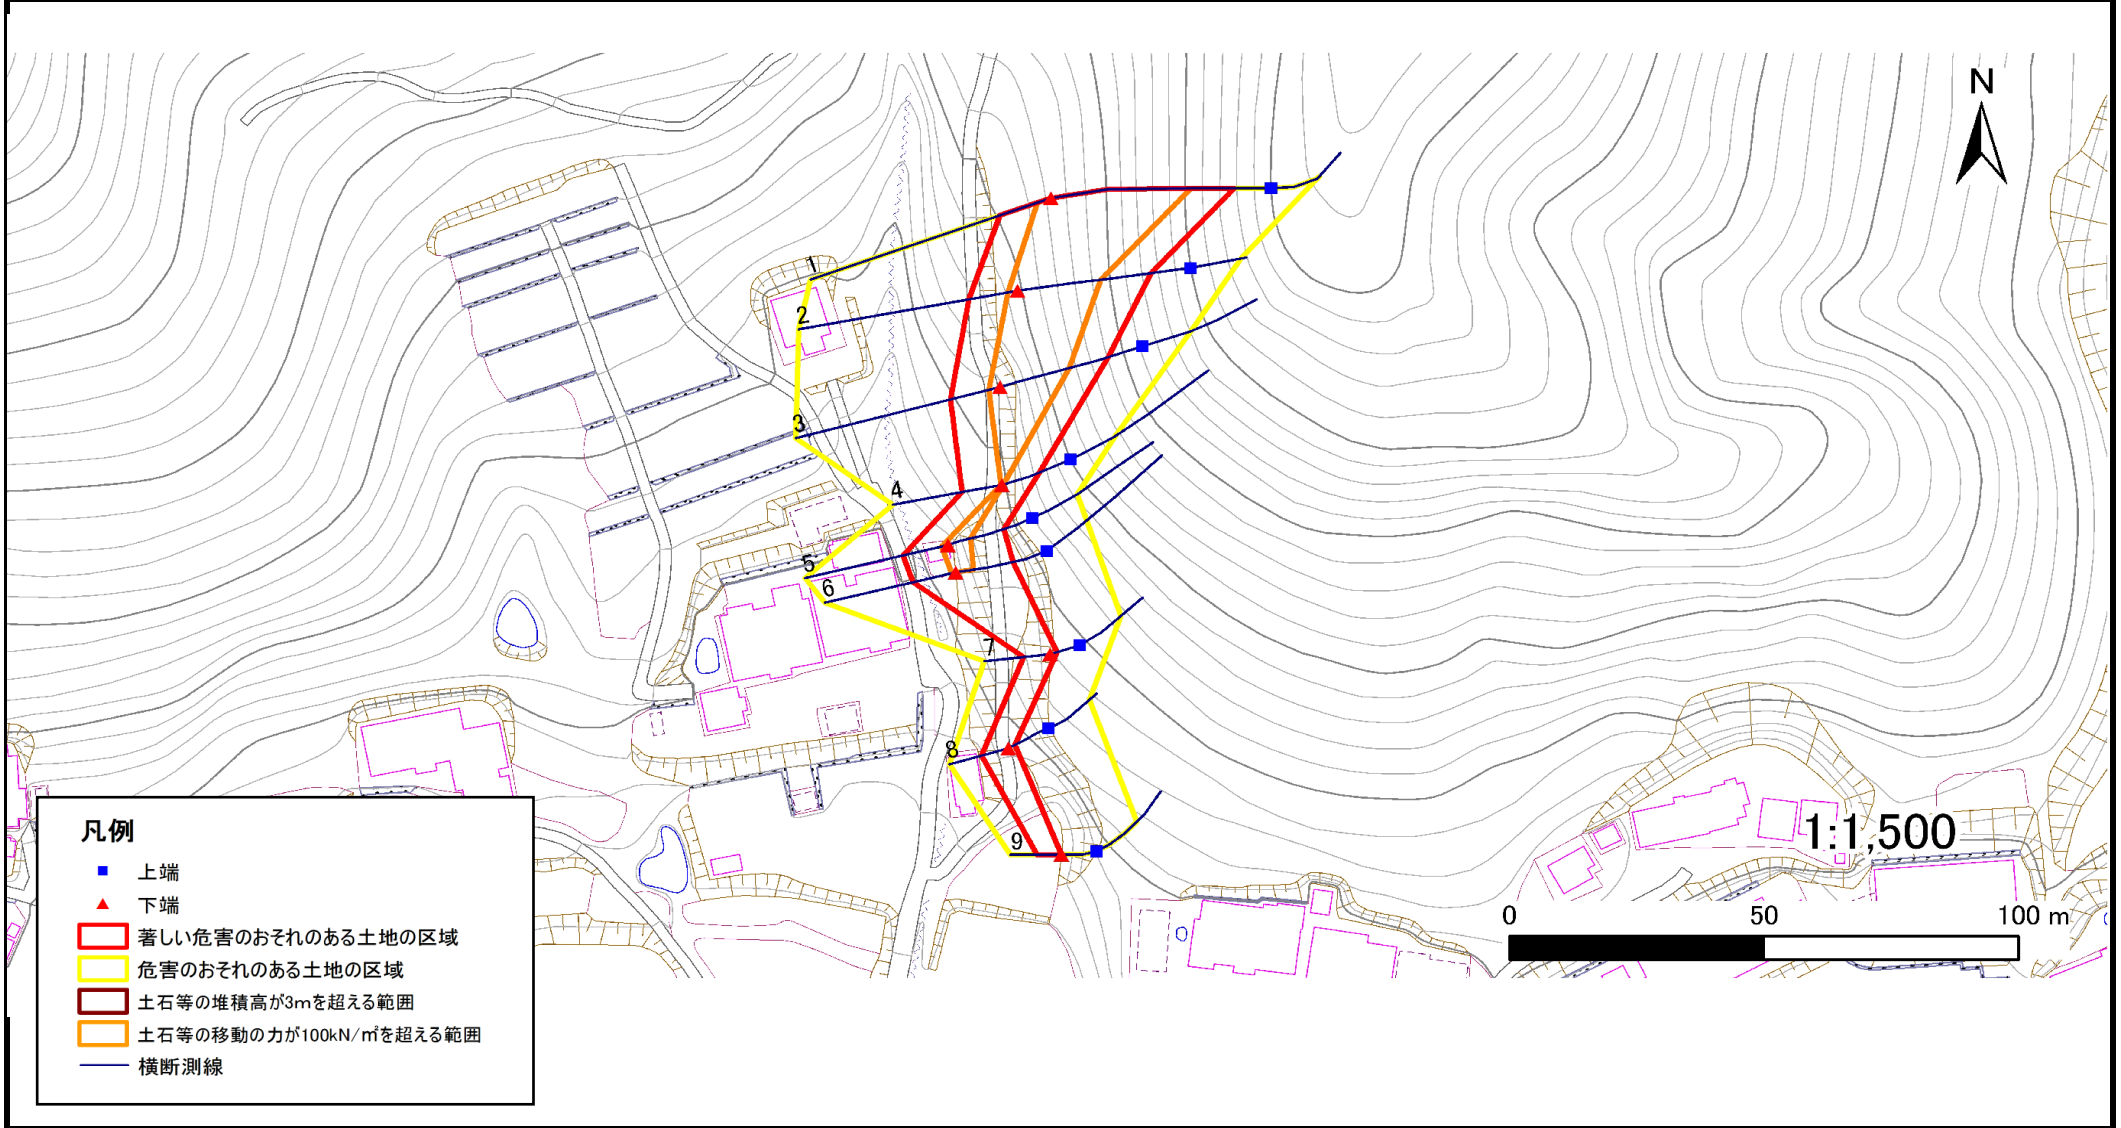 N
1
2
3
4
5
6
7
8
9
凡例
上端
下端
著しい危害のおそれのある土地の区域
危害のおそれのある土地の区域
土石等の堆積高が3mを超える範囲
土石等の移動の力が100kN/㎡を超える範囲
横断測線
1:1,500
0 50 100 m